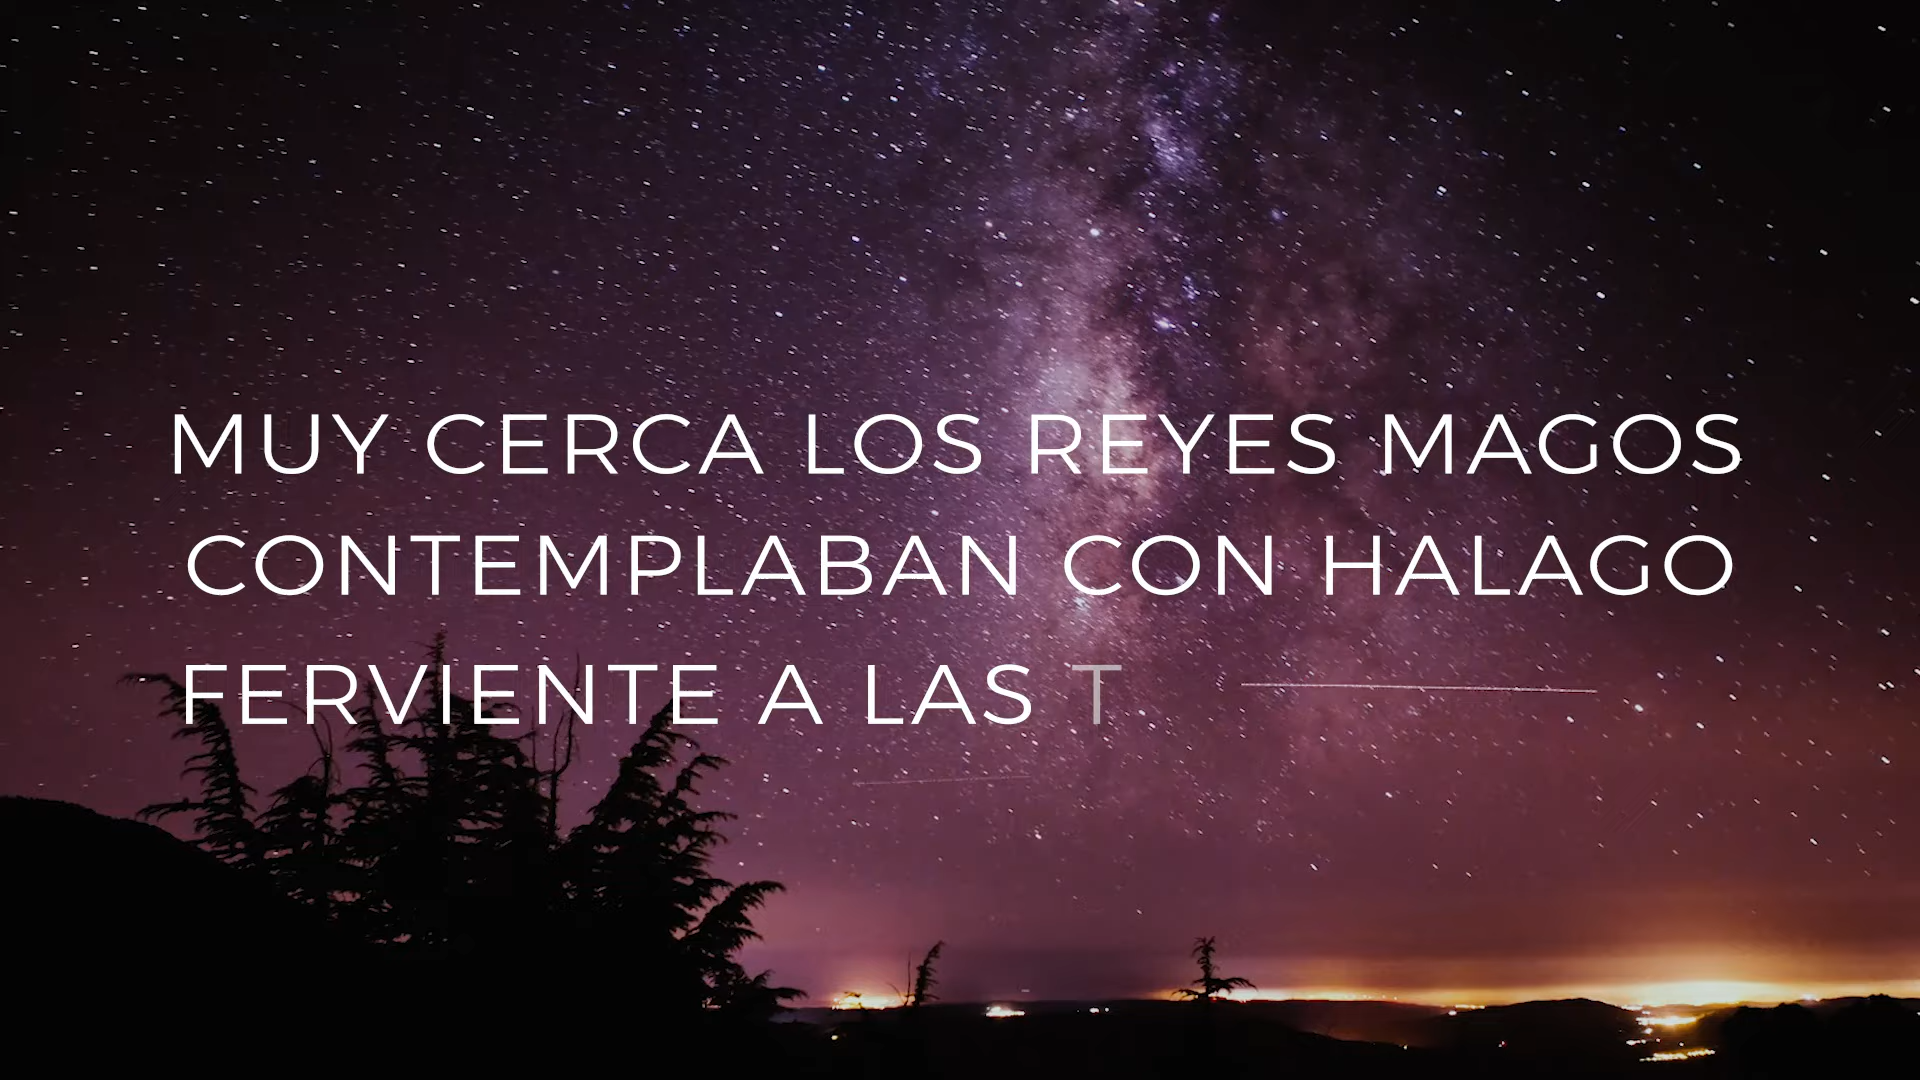 MUY CERCA LOS REYES MAGOS
CONTEMPLABAN CON HALAGO
FERVIENTE A LAS T